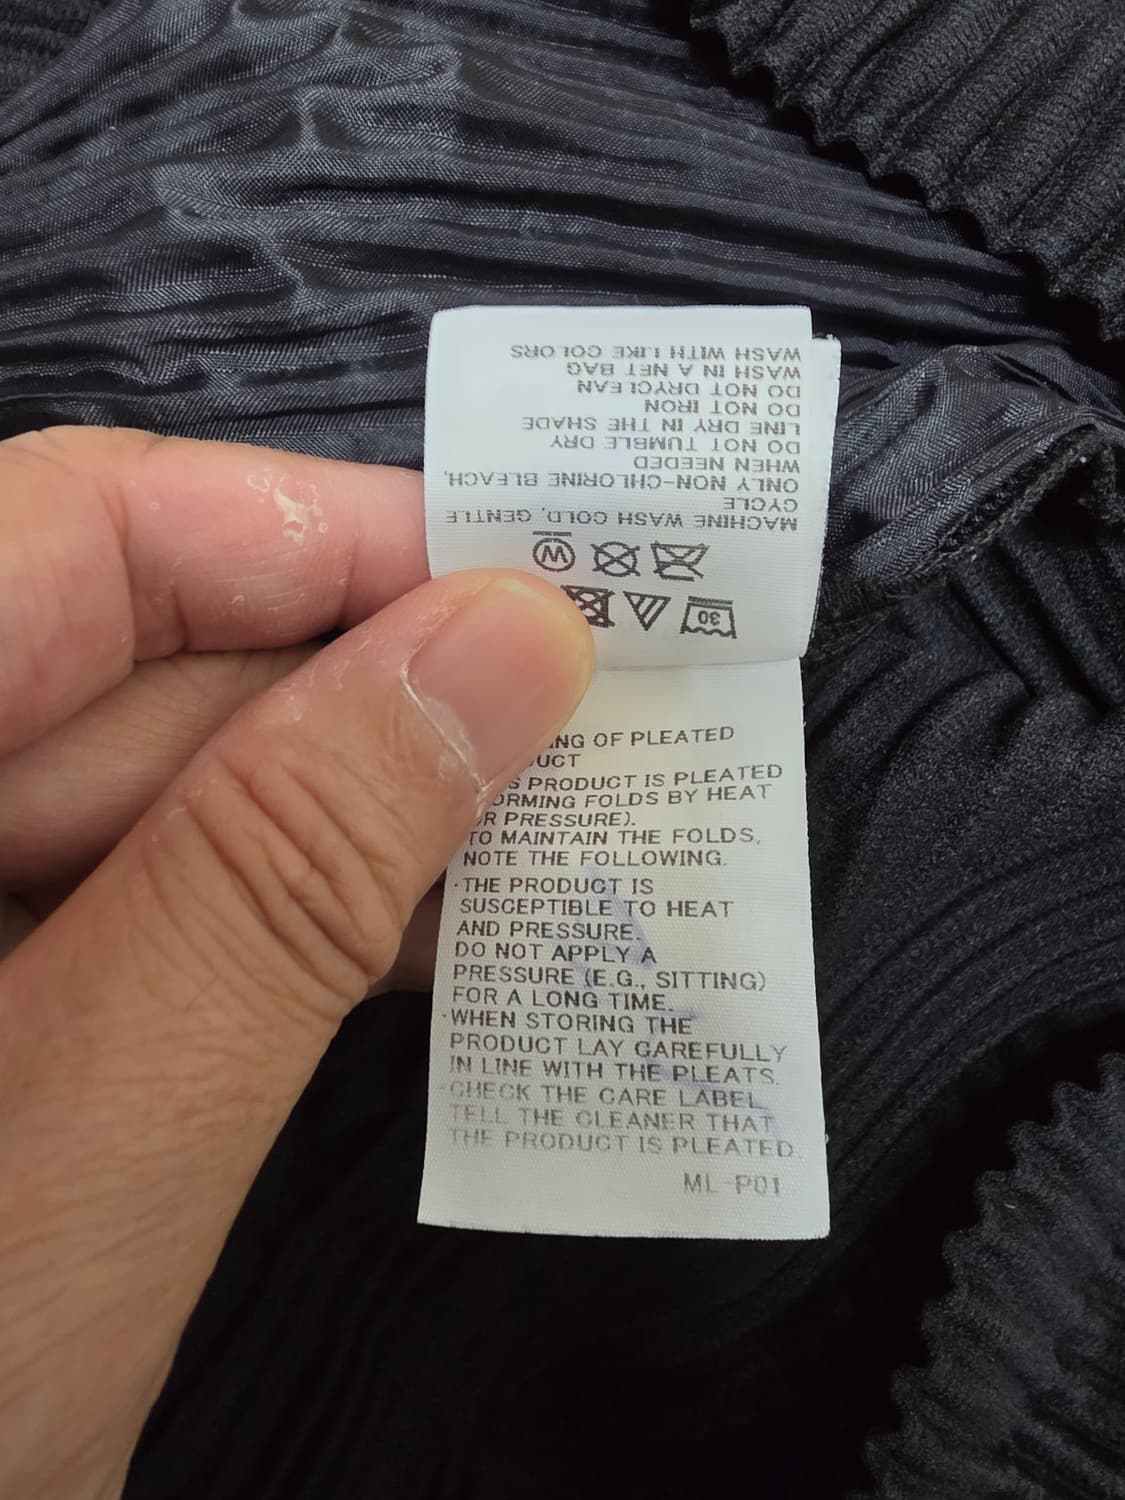 MACHINE WASH COLD, GENTLE
CYCLE
ONLY NON-CHLORINE BLEACH,
WHEN NEEDED
DO NOT TUMBLE DRY
LINE DRY IN THE SHADE
DO NOT IRON
DO NOT DRYCLEAN
WASH IN A NET BAG
WASH WITH LIKE COLORS
30
W
OF PLEATED
PRODUCT IS PLEATED
FOLDS BY HEAT
PRESSURE).
TO MAINTAIN THE FOLDS,
NOTE THE FOLLOWING.
·THE PRODUCT IS
SUSCEPTIBLE TO HEAT
AND PRESSURE.
DO NOT APPLY A
PRESSURE (E.G., SITTING)
FOR A LONG TIME.
·WHEN STORING THE
PRODUCT LAY CAREFULLY
IN LINE WITH THE PLEATS.
·CHECK THE CARE LABEL
TELL THE CLEANER THAT
THE PRODUCT IS PLEATED.
ML-P01